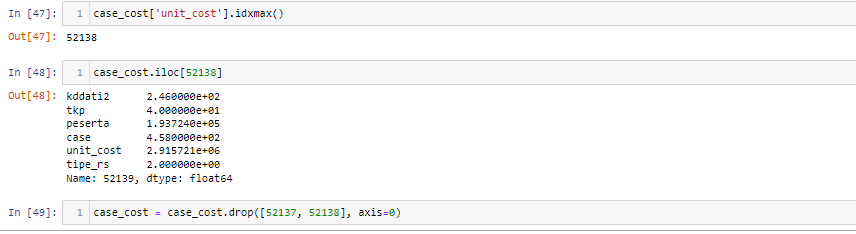 In [47]: 1 case_cost['unit_cost'].idxmax()
Out[47]: 52138
In [48]: 1 case_cost.iloc[52138]
Out[48]: kddati2 2.460000e+02
tkp 4.000000e+01
peserta 1.937240e+05
case 4.580000e+02
unit_cost 2.915721e+06
tipe_rs 2.000000e+00
Name: 52139, dtype: float64
In [49]: 1 case_cost = case_cost.drop([52137, 52138], axis=0)